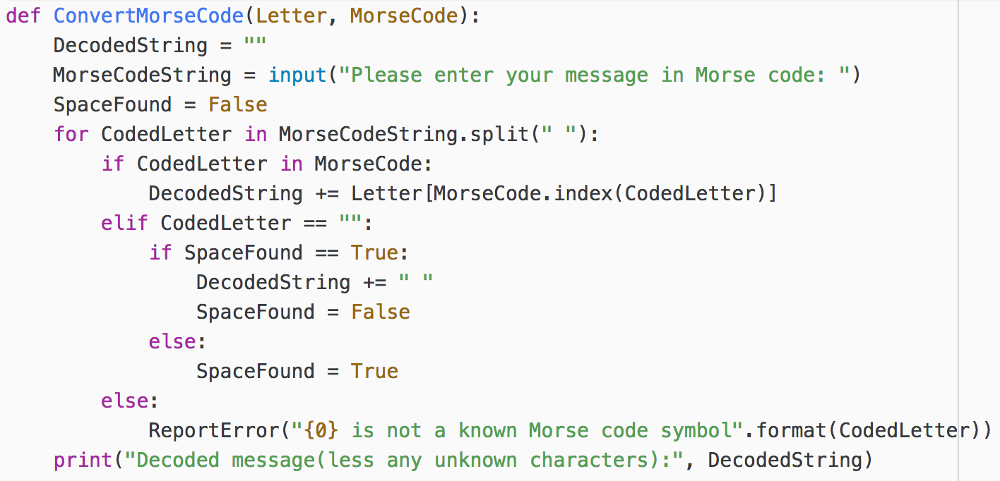 def ConvertMorseCode(Letter, MorseCode):
    DecodedString = ""
    MorseCodeString = input("Please enter your message in Morse code: ")
    SpaceFound = False
    for CodedLetter in MorseCodeString.split(" "):
        if CodedLetter in MorseCode:
            DecodedString += Letter[MorseCode.index(CodedLetter)]
        elif CodedLetter == "":
            if SpaceFound == True:
                DecodedString += " "
                SpaceFound = False
            else:
                SpaceFound = True
        else:
            ReportError("{0} is not a known Morse code symbol".format(CodedLetter))
    print("Decoded message(less any unknown characters):", DecodedString)